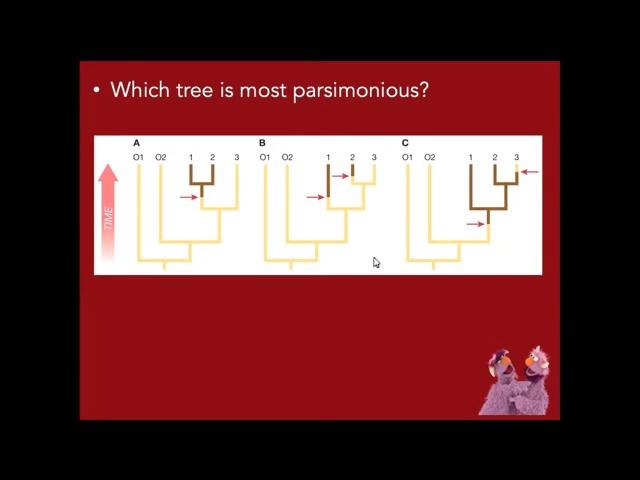 • Which tree is most parsimonious?
A B C
O1 O2 1 2 3 O1 O2 1 2 3 O1 O2 1 2 3
TIME